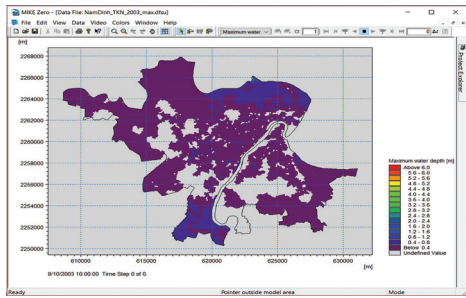 MIKE Zero - [Data File: NamDinh_TKN_2003_max.dfsu]
File Edit View Data Video Colors Window Help
Maximum water 1 0
Project Explorer
[m]
2268000
2266000
2264000
2262000
2260000
2258000
2256000
2254000
2252000
2250000
610000 615000 620000 625000 630000
[m]
Maximum water depth [m]
Above 6.0
5.6 - 6.0
5.2 - 5.6
4.8 - 5.2
4.4 - 4.8
4.0 - 4.4
3.6 - 4.0
3.2 - 3.6
2.8 - 3.2
2.4 - 2.8
2.0 - 2.4
1.6 - 2.0
1.2 - 1.6
0.8 - 1.2
0.4 - 0.8
Below 0.4
Undefined Value
9/10/2003 10:00:00 Time Step 0 of 0.
Ready Pointer outside model area Mode